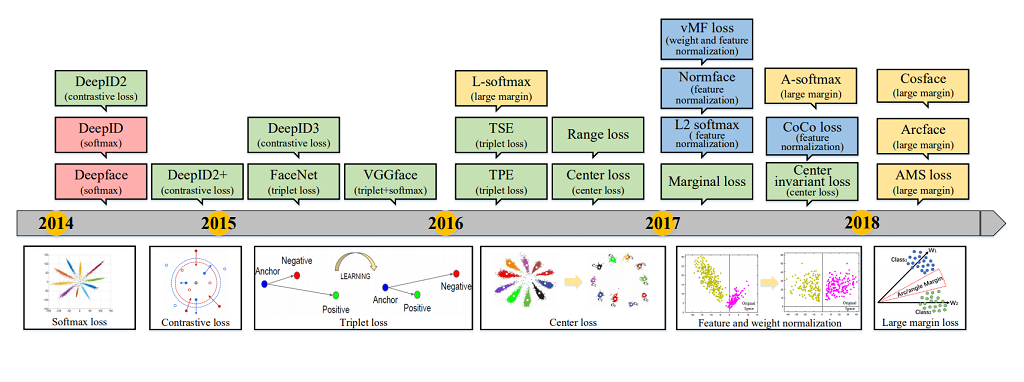 vMF loss
(weight and feature
normalization)
DeepID2
(contrastive loss)
L-softmax
(large margin)
Normface
(feature
normalization)
A-softmax
(large margin)
Cosface
(large margin)
DeepID
(softmax)
DeepID3
(contrastive loss)
TSE
(triplet loss)
Range loss
L2 softmax
( feature
normalization)
CoCo loss
(feature
normalization)
Arcface
(large margin)
Deepface
(softmax)
DeepID2+
(contrastive loss)
FaceNet
(triplet loss)
VGGface
(triplet+softmax)
TPE
(triplet loss)
Center loss
(center loss)
Marginal loss
Center
invariant loss
(center loss)
AMS loss
(large margin)
2014
2015
2016
2017
2018
Softmax loss
Contrastive loss
Negative
Anchor
Positive
LEARNING
Anchor
Negative
Positive
Triplet loss
Center loss
Original
Space
Original
Space
Feature and weight normalization
W₁
Class₁
Arc/angle Margin
W₂
Class₂
Large margin loss